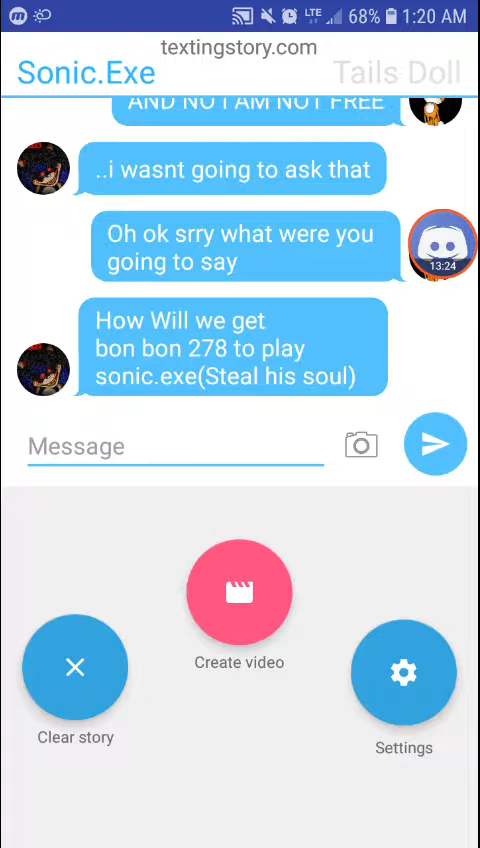 LTE 68% 1:20 AM
textingstory.com
Sonic.Exe Tails Doll
AND NO I AM NOT FREE
..i wasnt going to ask that
Oh ok srry what were you
going to say
13:24
How Will we get
bon bon 278 to play
sonic.exe(Steal his soul)
Message
Create video
Clear story
Settings